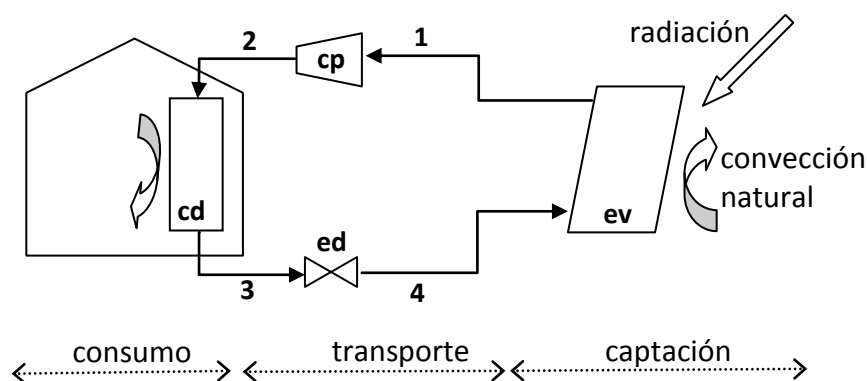 2
cp
1
radiación
convección
natural
cd
ev
ed
3
4
consumo
transporte
captación